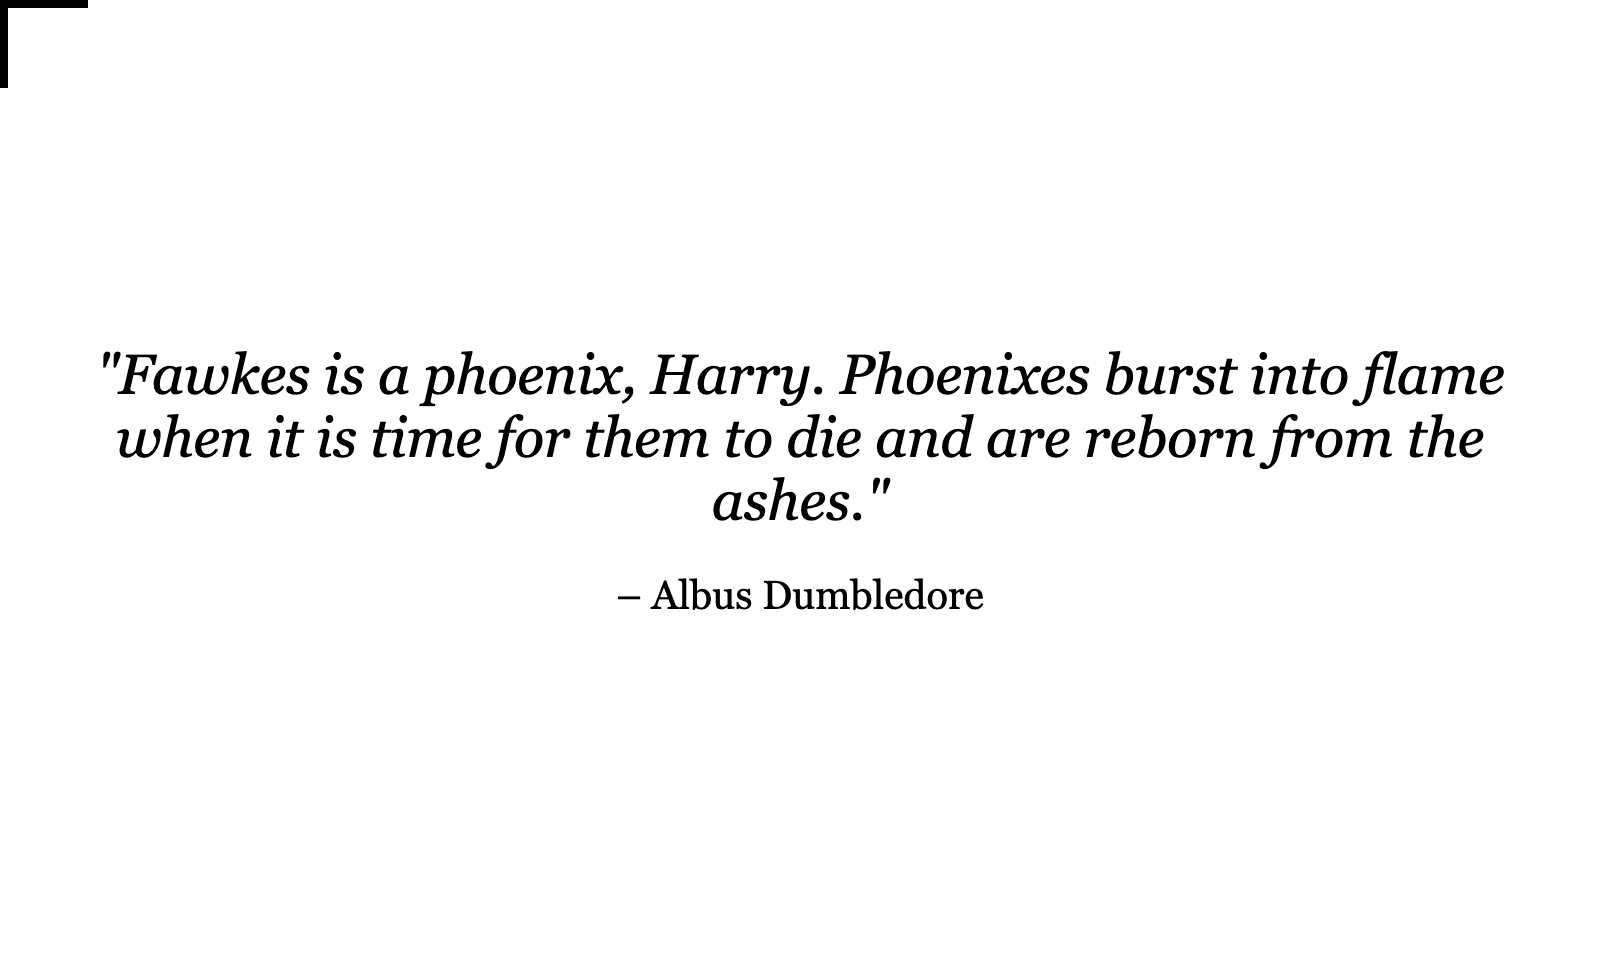 "Fawkes is a phoenix, Harry. Phoenixes burst into flame
when it is time for them to die and are reborn from the
ashes."
– Albus Dumbledore